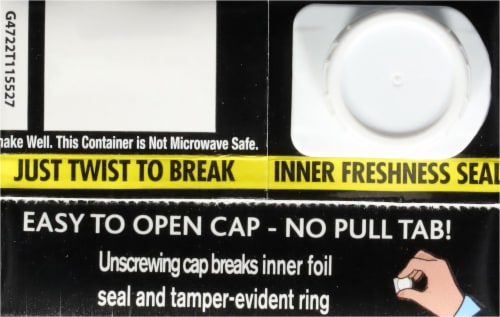 G4722T115527
hake Well. This Container is Not Microwave Safe.
JUST TWIST TO BREAK INNER FRESHNESS SEAL
EASY TO OPEN CAP - NO PULL TAB!
Unscrewing cap breaks inner foil
seal and tamper-evident ring